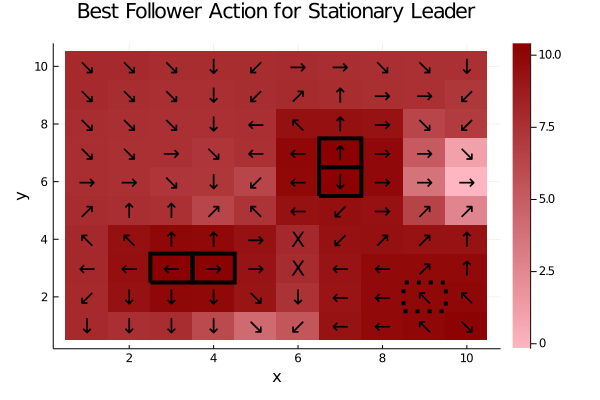 Best Follower Action for Stationary Leader
10 ↘ ↘ ↘ ↓ ↙ → → ↘ ↘ ↓ 10.0
↘ ↘ ↘ ↓ ↙ ↗ ↑ → → ↙
8 ↘ ↘ ↘ ↓ ← ↖ ↑ → ↘ ↙ 7.5
↘ ↘ → ↘ ← ← ↑ → → ↘
y 6 → → ↘ ↓ ↙ ← ↓ → → → 5.0
↗ ↑ ↑ ↗ ↖ ← ↙ → ↗ ↗
4 ↖ ↖ ↑ ↑ → X ↙ ↗ ↗ ↑ 2.5
← ← ← → → X ← ← ↗ ↑
2 ↙ ↓ ↓ ↓ ↘ ↓ ← ← ↖ ↖
↓ ↓ ↓ ↓ ↘ ↙ ← ← ↖ ↘ 0
2 4 6 8 10
x